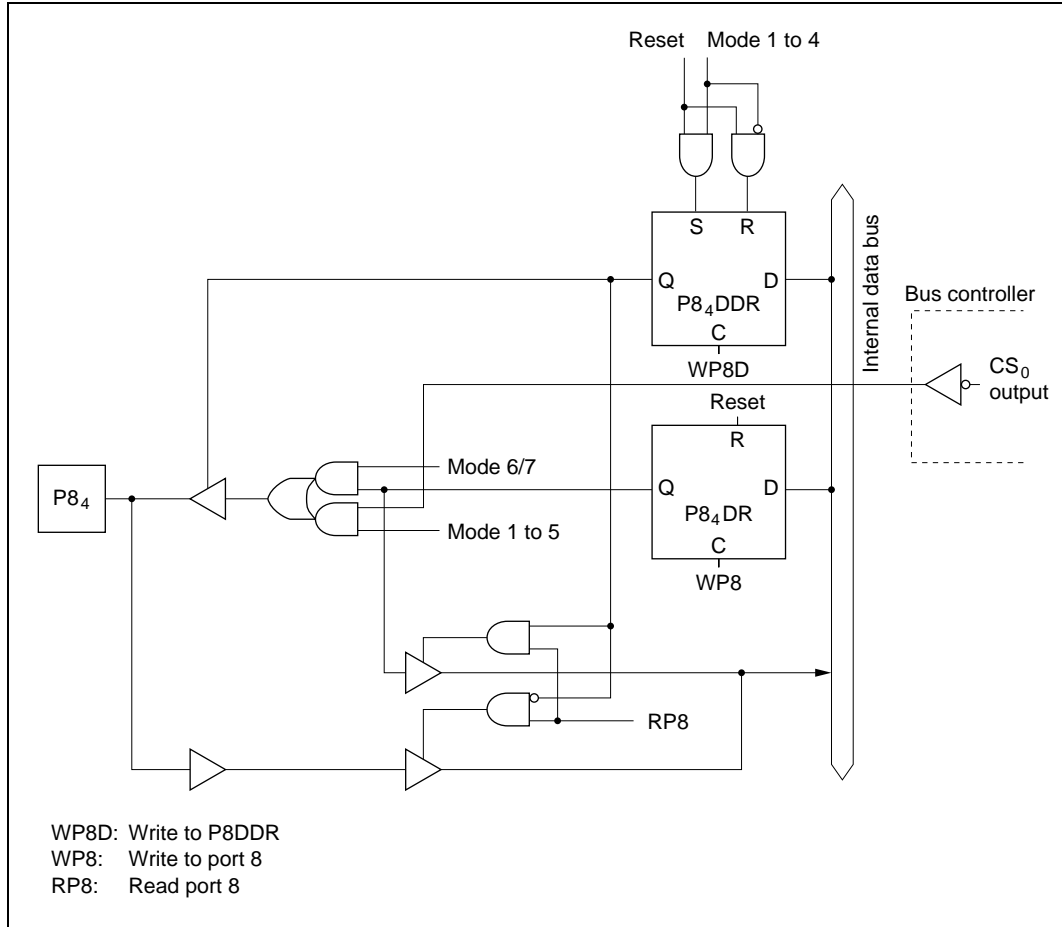 Reset Mode 1 to 4
S R
Q D
P8₄DDR
C
WP8D
Internal data bus
Bus controller
CS₀
output
Reset
R
Mode 6/7
Q D
P8₄
P8₄DR
Mode 1 to 5
C
WP8
RP8
WP8D: Write to P8DDR
WP8: Write to port 8
RP8: Read port 8